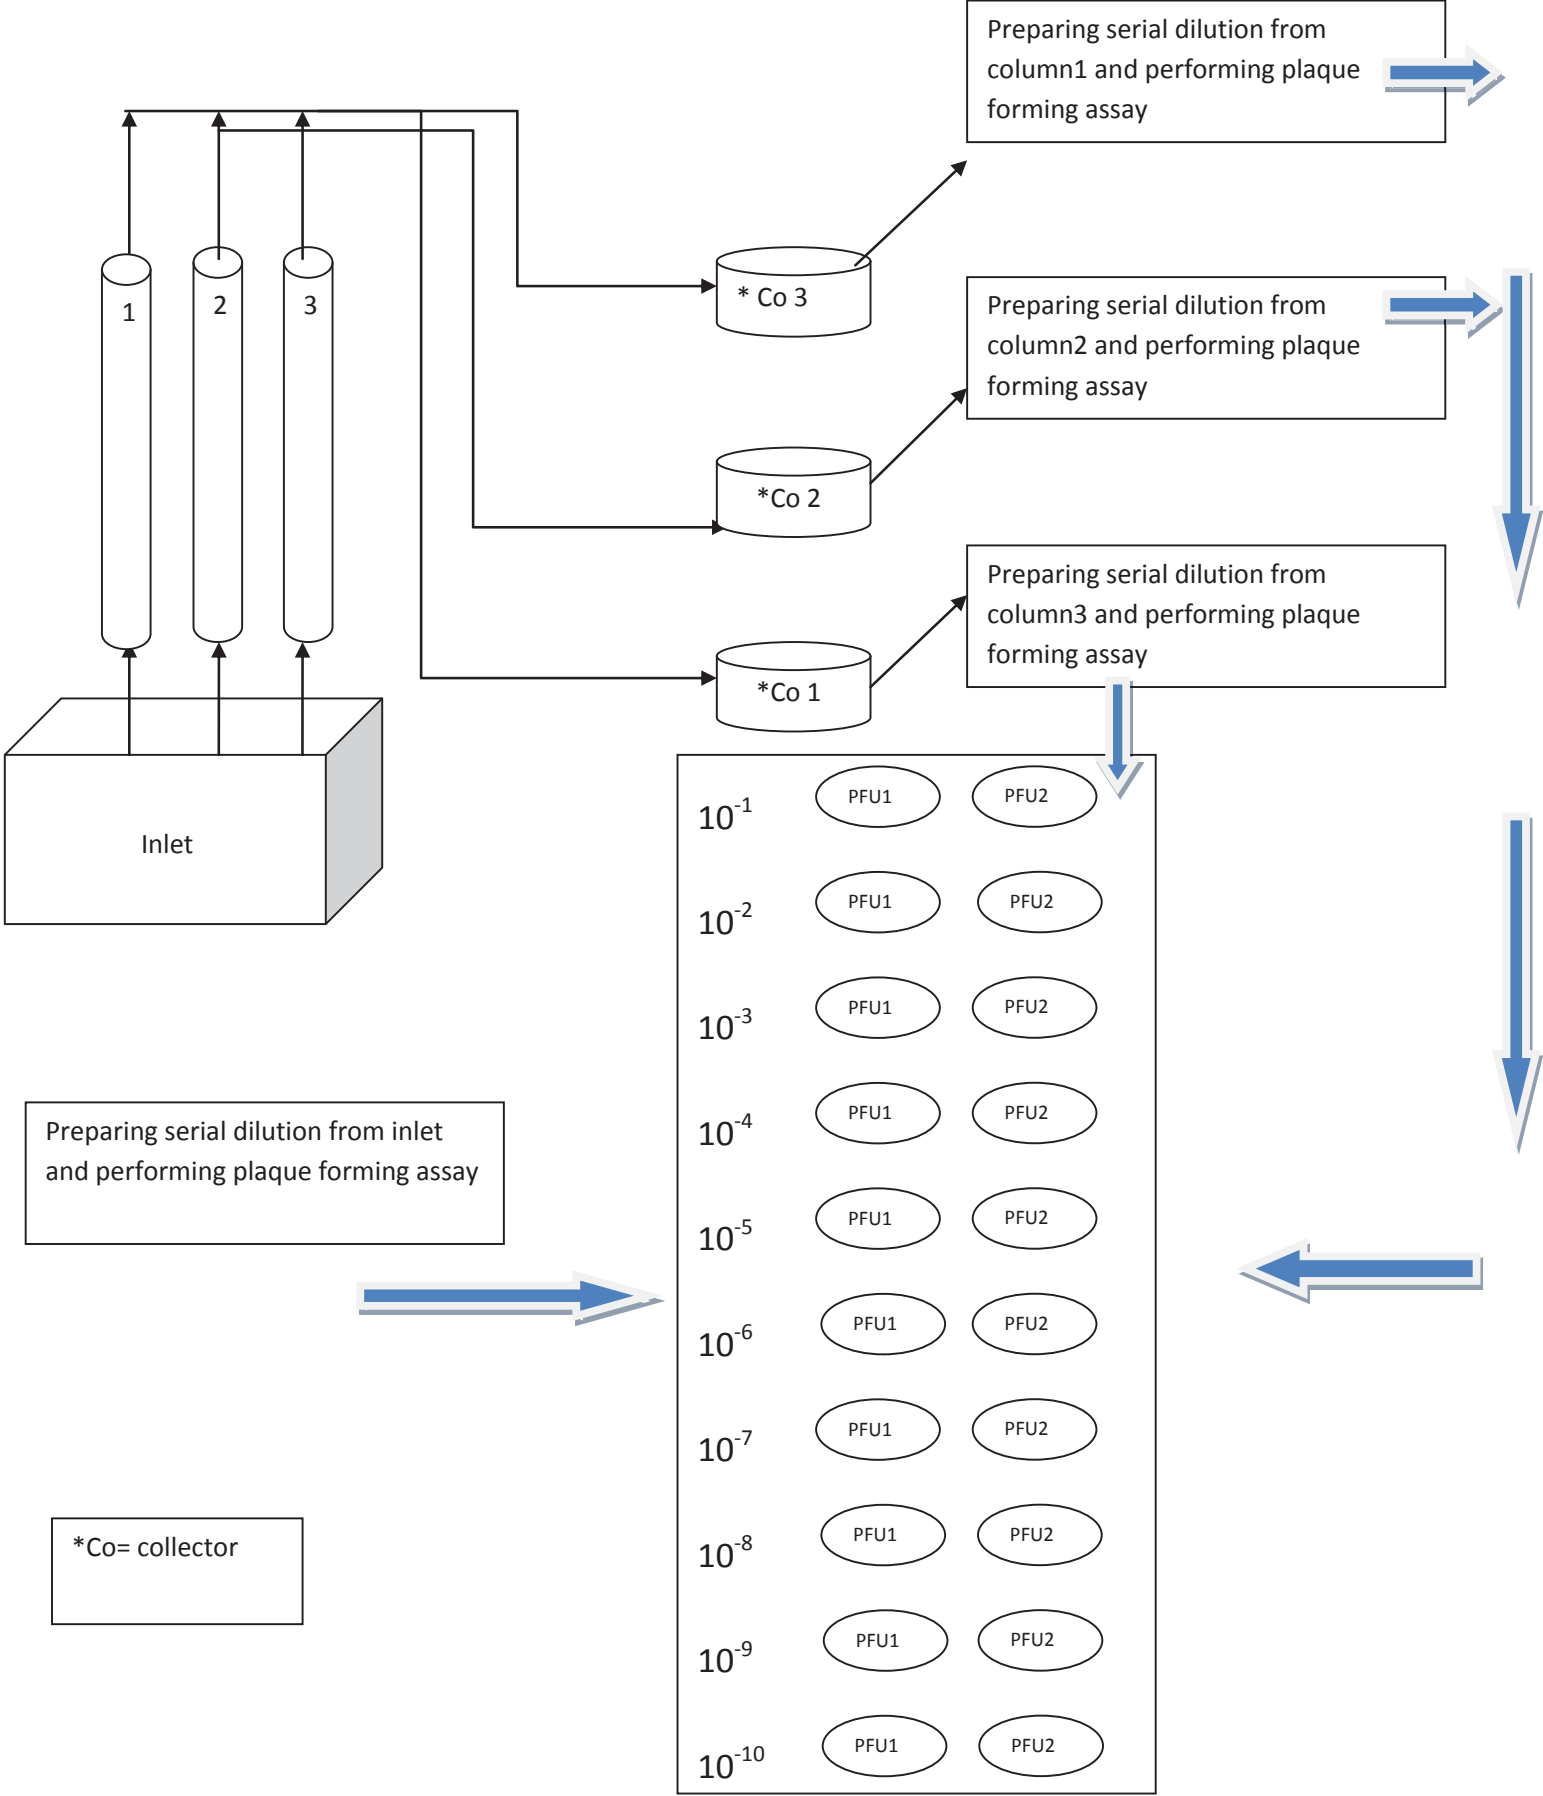 Preparing serial dilution from
column1 and performing plaque
forming assay
1
2
3
* Co 3
Preparing serial dilution from
column2 and performing plaque
forming assay
*Co 2
Preparing serial dilution from
column3 and performing plaque
forming assay
*Co 1
Inlet
10⁻¹ PFU1 PFU2
10⁻² PFU1 PFU2
10⁻³ PFU1 PFU2
10⁻⁴ PFU1 PFU2
Preparing serial dilution from inlet
and performing plaque forming assay
10⁻⁵ PFU1 PFU2
10⁻⁶ PFU1 PFU2
10⁻⁷ PFU1 PFU2
10⁻⁸ PFU1 PFU2
*Co= collector
10⁻⁹ PFU1 PFU2
10⁻¹⁰ PFU1 PFU2